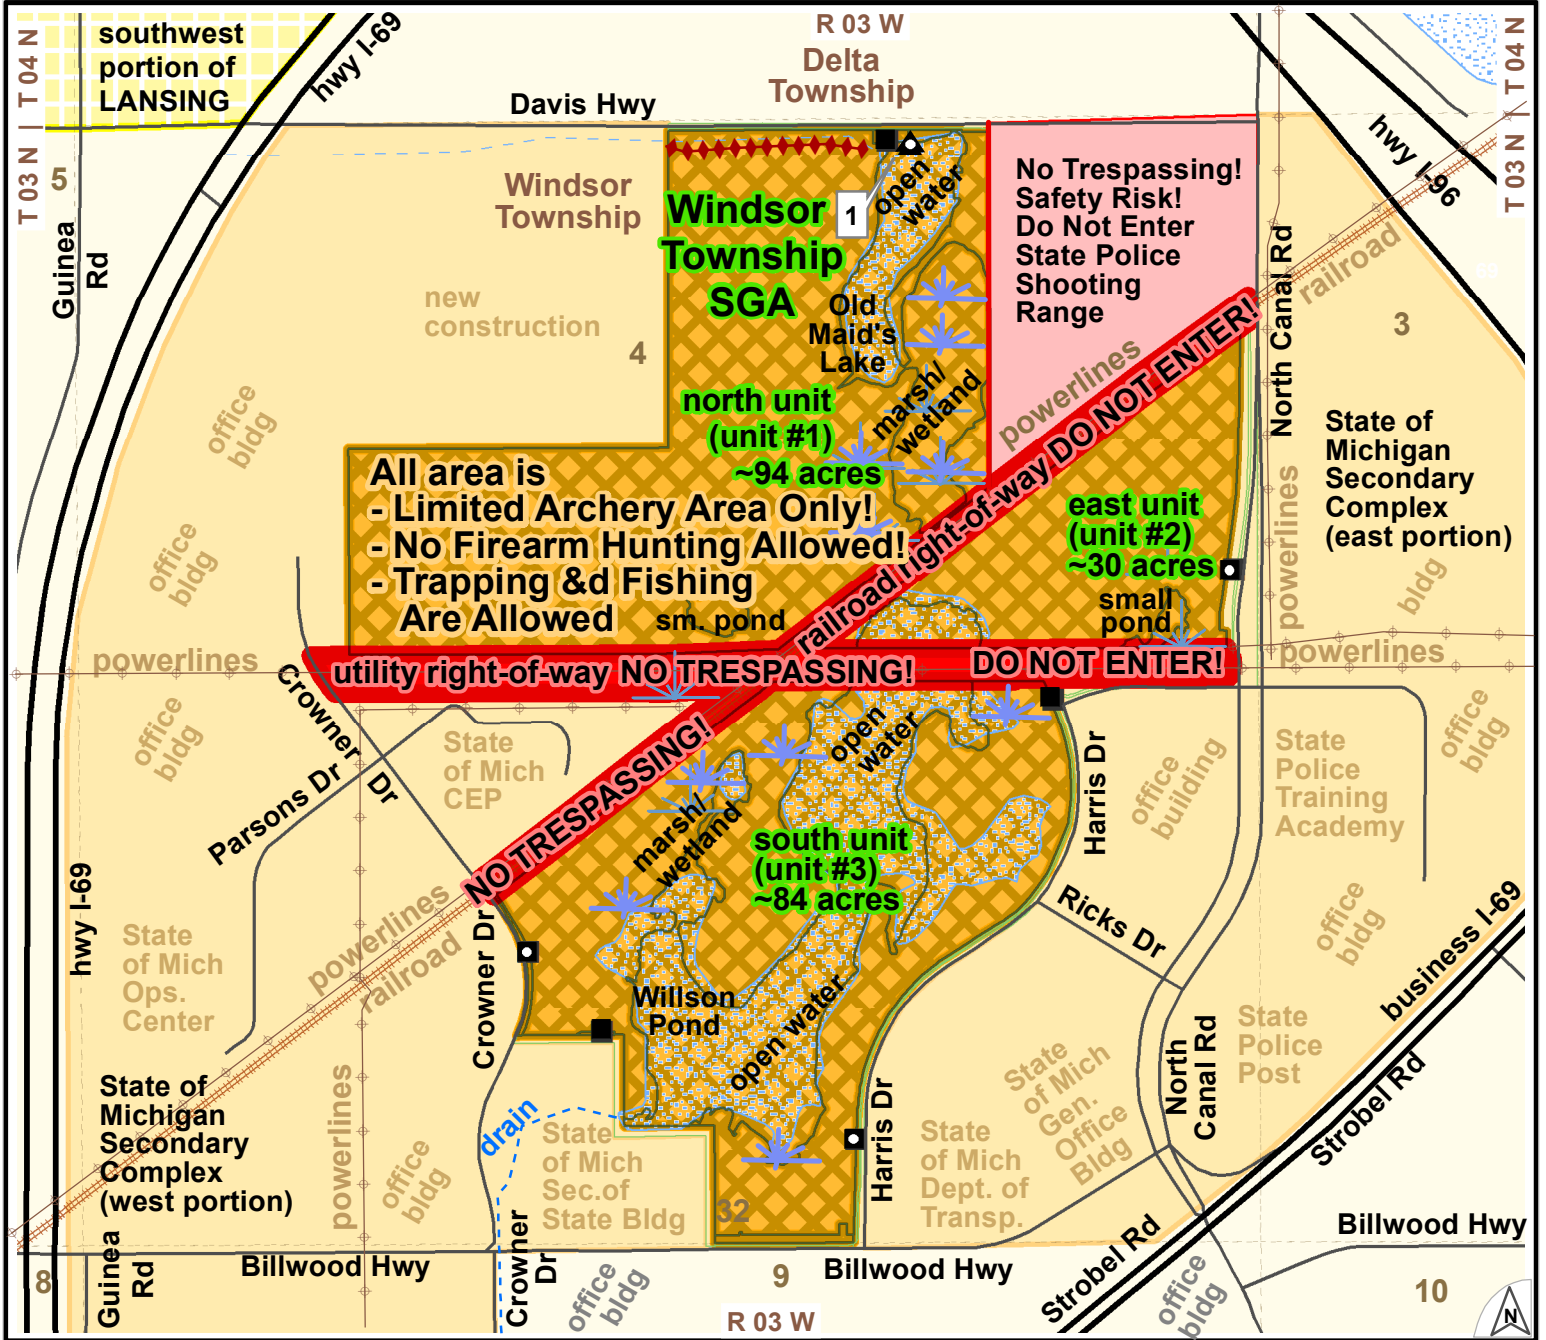 southwest
portion of
LANSING
hwy I-69
R 03 W
Delta
Township
T 03 N | T 04 N
T 03 N | T 04 N
Davis Hwy
hwy I-96
5
Guinea
Rd
Windsor
Township
Windsor
Township
SGA
1
open
water
No Trespassing!
Safety Risk!
Do Not Enter
State Police
Shooting
Range
North Canal Rd
railroad
3
new
construction
4
Old
Maid's
Lake
powerlines
north unit
(unit #1)
~94 acres
marsh/
wetland
office
bldg
All area is
- Limited Archery Area Only!
- No Firearm Hunting Allowed!
- Trapping &d Fishing
Are Allowed
sm. pond
railroad right-of-way DO NOT ENTER!
east unit
(unit #2)
~30 acres
small
pond
powerlines
State of
Michigan
Secondary
Complex
(east portion)
bldg
office
bldg
powerlines
utility right-of-way NO TRESPASSING!
DO NOT ENTER!
powerlines
Crowner Dr
office
bldg
Parsons Dr
State
of Mich
CEP
NO TRESPASSING!
open
water
Harris Dr
office
building
State
Police
Training
Academy
office
bldg
marsh/
wetland
south unit
(unit #3)
~84 acres
hwy I-69
State
of Mich
Ops.
Center
powerlines
railroad
Crowner Dr
Willson
Pond
open water
Ricks Dr
office
bldg
business I-69
State
Police
Post
North
Canal Rd
Strobel Rd
State of
Michigan
Secondary
Complex
(west portion)
powerlines
office
bldg
drain
State
of Mich
Sec.of
State Bldg
32
Harris Dr
State
of Mich
Dept. of
Transp.
State
of Mich
Gen.
Office
Bldg
8
Guinea
Rd
Billwood Hwy
Crowner
Dr
office
bldg
9
R 03 W
Billwood Hwy
Strobel Rd
office
bldg
Billwood Hwy
10
N